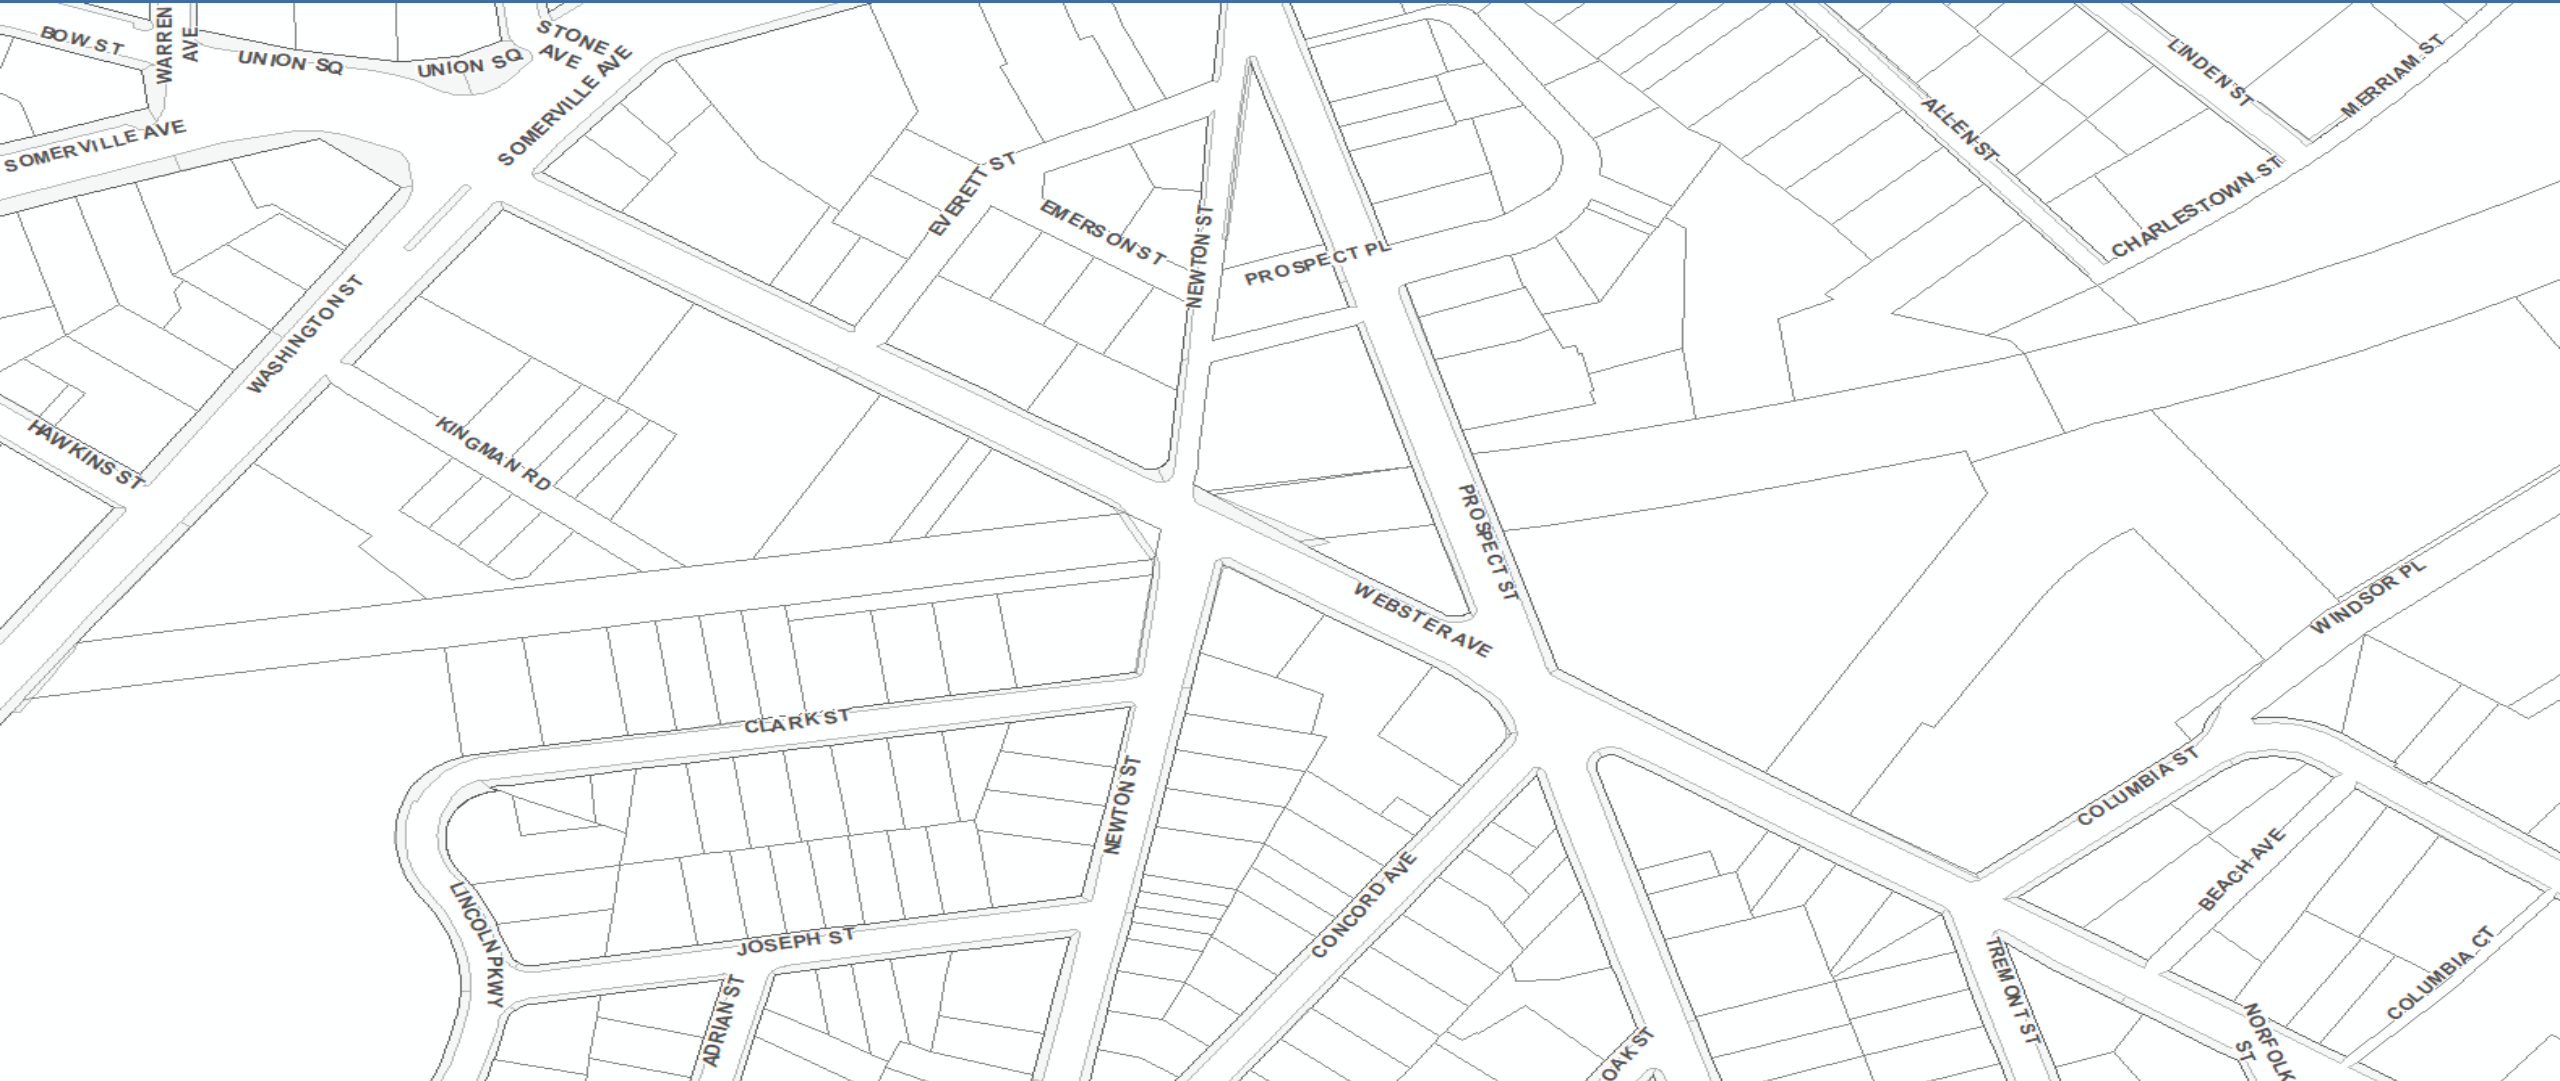 BOW ST
WARREN
AVE
UNION SQ
UNION SQ
STONE
AVE
SOMERVILLE AVE
SOMERVILLE AVE
LINDEN ST
MERRIAM ST
ALLEN ST
CHARLESTOWN ST
EVERETT ST
EMERSON ST
NEWTON ST
PROSPECT PL
WASHINGTON ST
HAWKINS ST
KINGMAN RD
PROSPECT ST
WEBSTER AVE
WINDSOR PL
CLARK ST
NEWTON ST
COLUMBIA ST
BEACH AVE
CONCORD AVE
LINCOLN PKWY
JOSEPH ST
ADRIAN ST
TREMONT ST
COLUMBIA CT
NORFOLK
ST
OAK ST